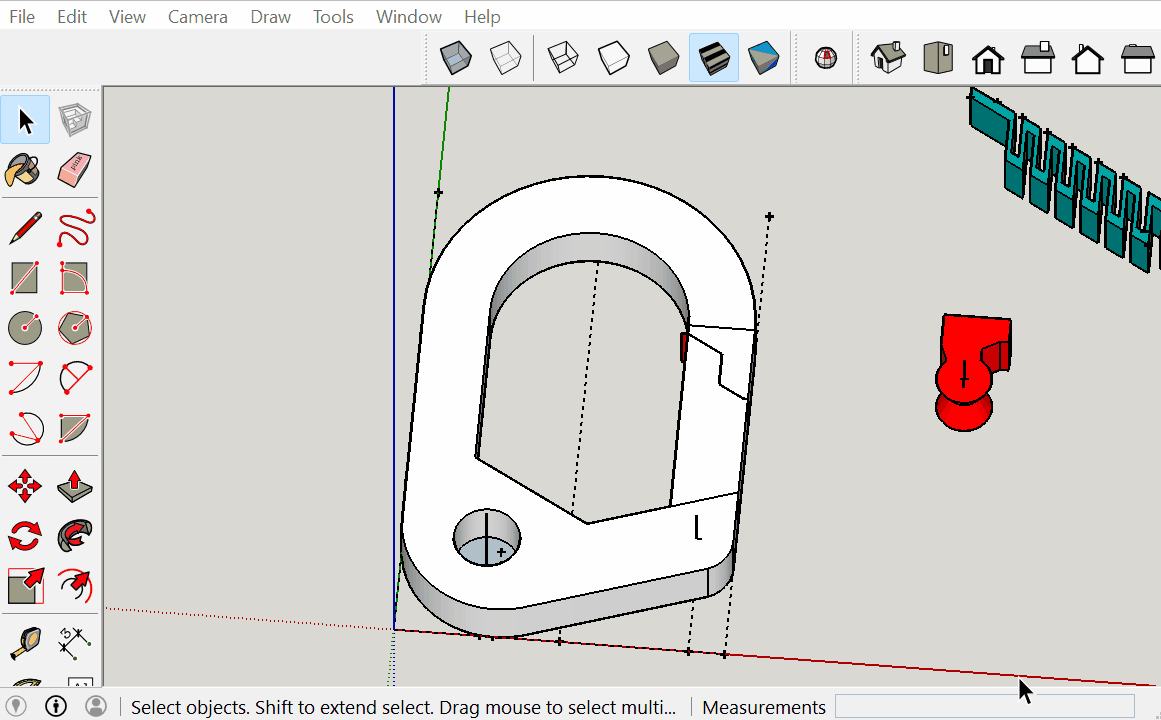 File Edit View Camera Draw Tools Window Help
pink
Select objects. Shift to extend select. Drag mouse to select multi... Measurements